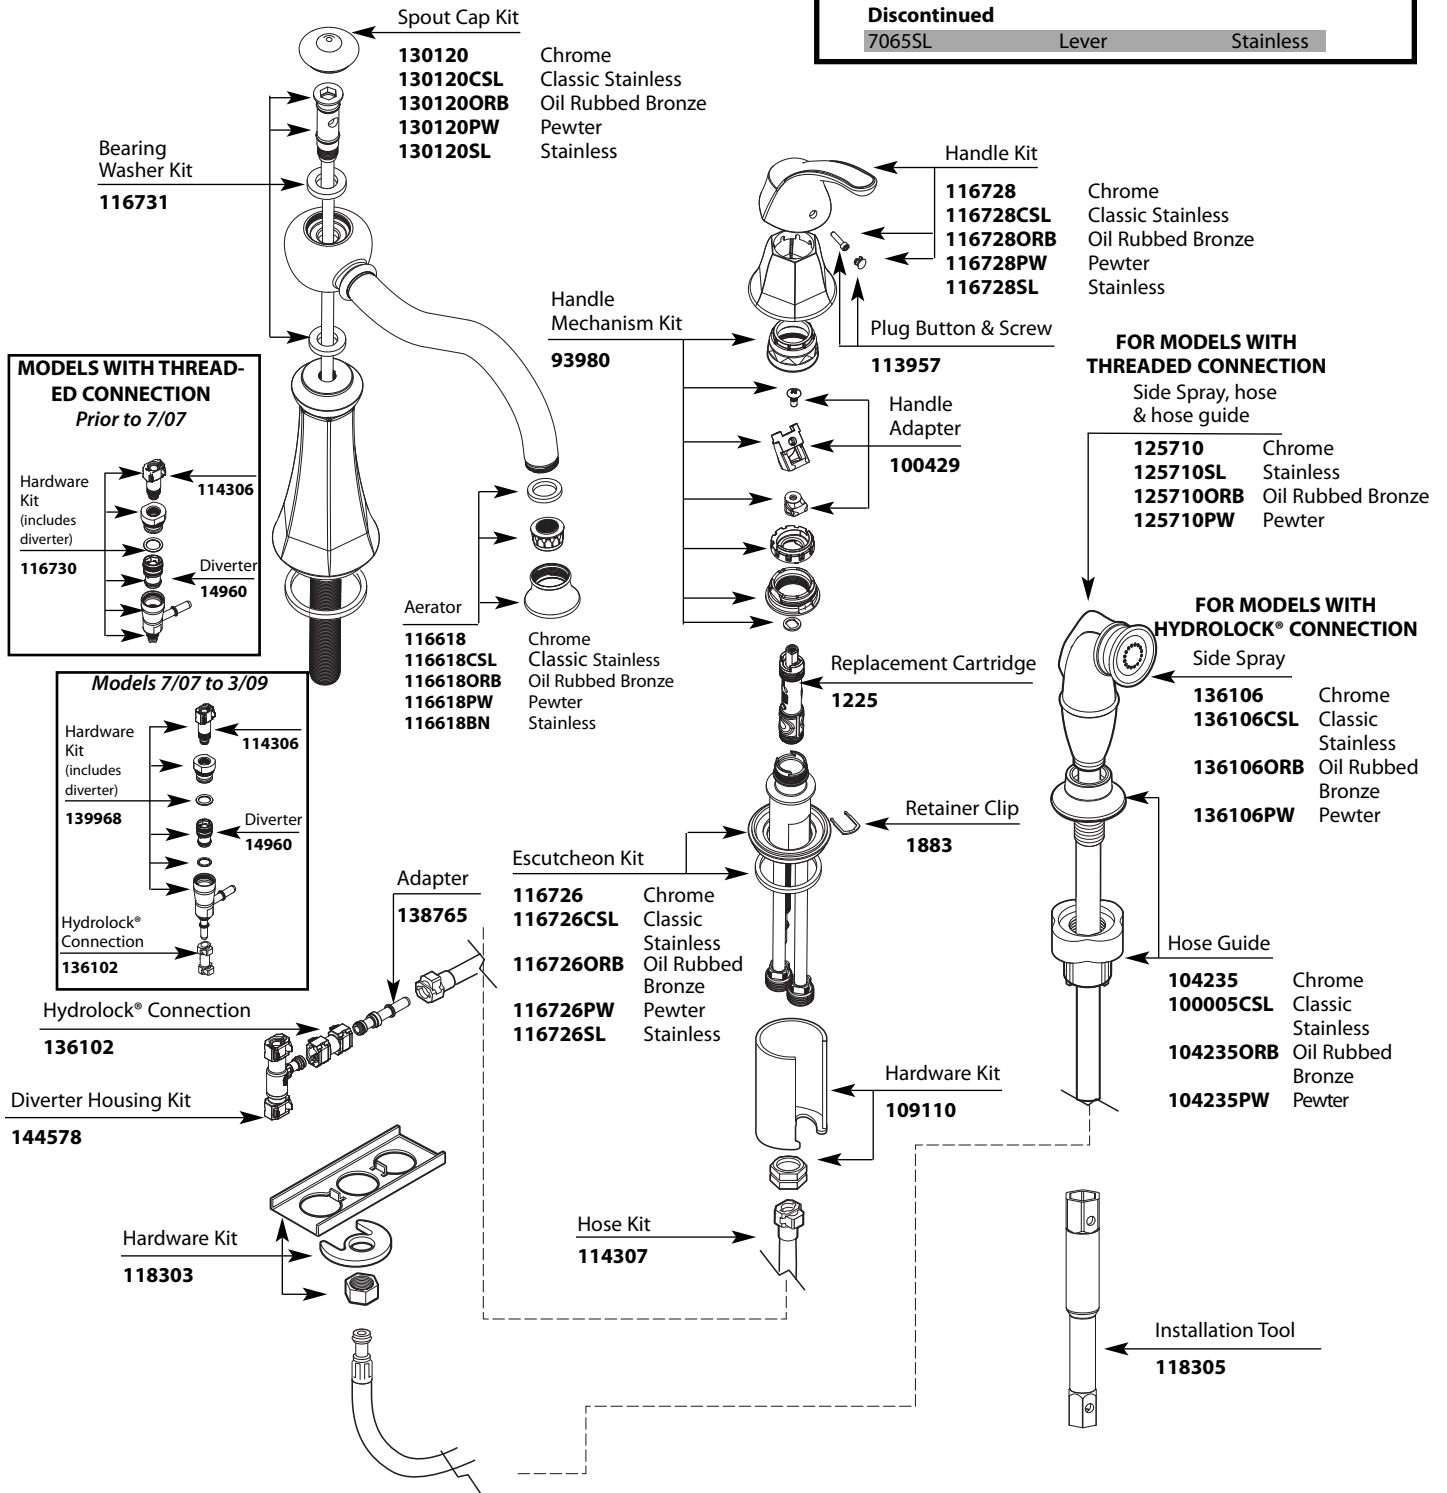 Discontinued
7065SL Lever Stainless
Spout Cap Kit
130120 Chrome
130120CSL Classic Stainless
130120ORB Oil Rubbed Bronze
130120PW Pewter
130120SL Stainless
Bearing
Washer Kit
116731
Handle Kit
116728 Chrome
116728CSL Classic Stainless
116728ORB Oil Rubbed Bronze
116728PW Pewter
116728SL Stainless
Plug Button & Screw
113957
Handle
Mechanism Kit
93980
Handle
Adapter
100429
FOR MODELS WITH
THREADED CONNECTION
Side Spray, hose
& hose guide
125710 Chrome
125710SL Stainless
125710ORB Oil Rubbed Bronze
125710PW Pewter
MODELS WITH THREAD-
ED CONNECTION
Prior to 7/07
Hardware
Kit
(includes
diverter)
116730
114306
Diverter
14960
Aerator
116618 Chrome
116618CSL Classic Stainless
116618ORB Oil Rubbed Bronze
116618PW Pewter
116618BN Stainless
FOR MODELS WITH
HYDROLOCK® CONNECTION
Side Spray
136106 Chrome
136106CSL Classic
Stainless
136106ORB Oil Rubbed
Bronze
136106PW Pewter
Replacement Cartridge
1225
Models 7/07 to 3/09
Hardware
Kit
(includes
diverter)
139968
114306
Diverter
14960
Hydrolock®
Connection
136102
Retainer Clip
1883
Escutcheon Kit
116726 Chrome
116726CSL Classic
Stainless
116726ORB Oil Rubbed
Bronze
116726PW Pewter
116726SL Stainless
Adapter
138765
Hose Guide
104235 Chrome
100005CSL Classic
Stainless
104235ORB Oil Rubbed
Bronze
104235PW Pewter
Hydrolock® Connection
136102
Diverter Housing Kit
144578
Hardware Kit
109110
Hardware Kit
118303
Hose Kit
114307
Installation Tool
118305